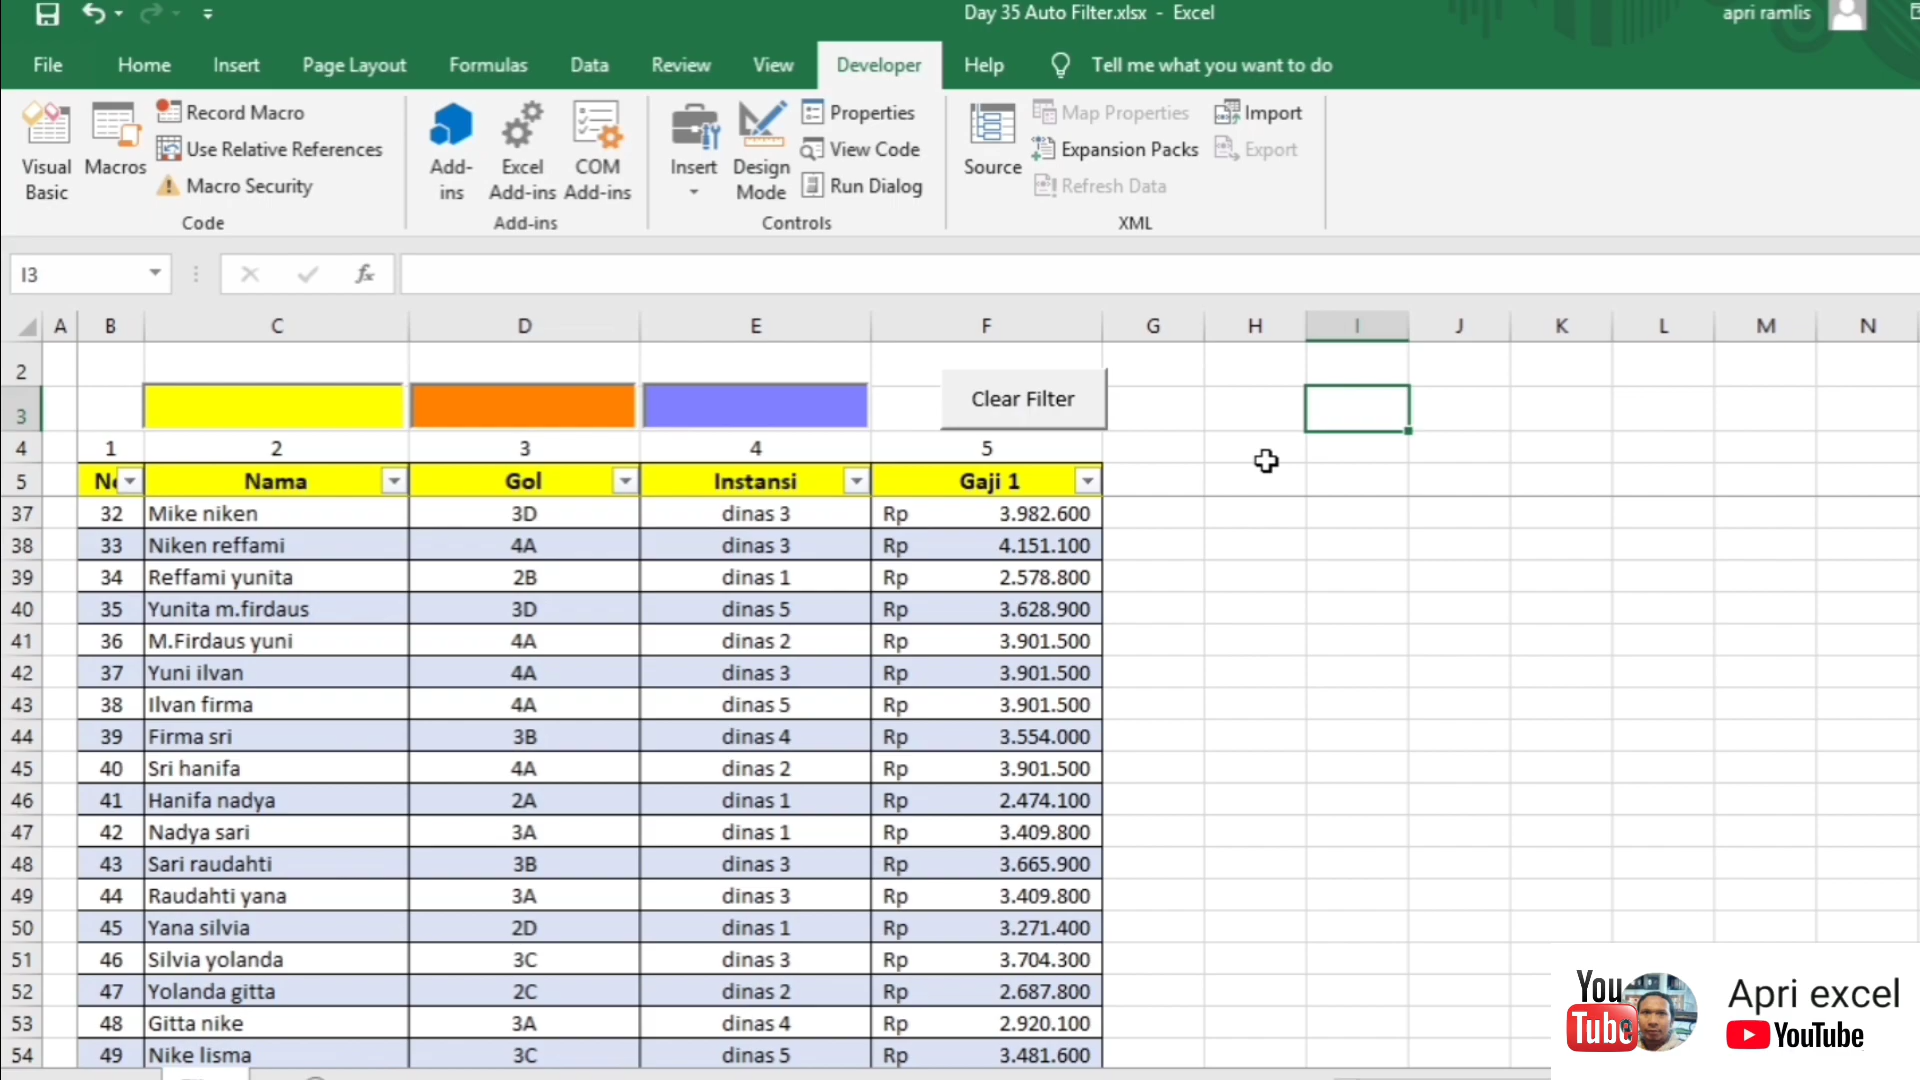 Day 35 Auto Filter.xlsx - Excel
apri ramlis
File Home Insert Page Layout Formulas Data Review View Developer Help Tell me what you want to do
Visual Basic
Macros
Record Macro
Use Relative References
Macro Security
Code
Add-ins
Excel Add-ins
COM Add-ins
Add-ins
Insert
Design Mode
Properties
View Code
Run Dialog
Controls
Source
Map Properties
Expansion Packs
Refresh Data
Import
Export
XML
I3
fx
A B C D E F G H I J K L M N
2
3 Clear Filter
4 1 2 3 4 5
5 Nama Gol Instansi Gaji 1
37 32 Mike niken 3D dinas 3 Rp 3.982.600
38 33 Niken reffami 4A dinas 3 Rp 4.151.100
39 34 Reffami yunita 2B dinas 1 Rp 2.578.800
40 35 Yunita m.firdaus 3D dinas 5 Rp 3.628.900
41 36 M.Firdaus yuni 4A dinas 2 Rp 3.901.500
42 37 Yuni ilvan 4A dinas 3 Rp 3.901.500
43 38 Ilvan firma 4A dinas 5 Rp 3.901.500
44 39 Firma sri 3B dinas 4 Rp 3.554.000
45 40 Sri hanifa 4A dinas 2 Rp 3.901.500
46 41 Hanifa nadya 2A dinas 1 Rp 2.474.100
47 42 Nadya sari 3A dinas 1 Rp 3.409.800
48 43 Sari raudahti 3B dinas 3 Rp 3.665.900
49 44 Raudahti yana 3A dinas 3 Rp 3.409.800
50 45 Yana silvia 2D dinas 1 Rp 3.271.400
51 46 Silvia yolanda 3C dinas 3 Rp 3.704.300
52 47 Yolanda gitta 2C dinas 2 Rp 2.687.800
53 48 Gitta nike 3A dinas 4 Rp 2.920.100
54 49 Nike lisma 3C dinas 5 Rp 3.481.600
You
Tube
Apri excel
YouTube